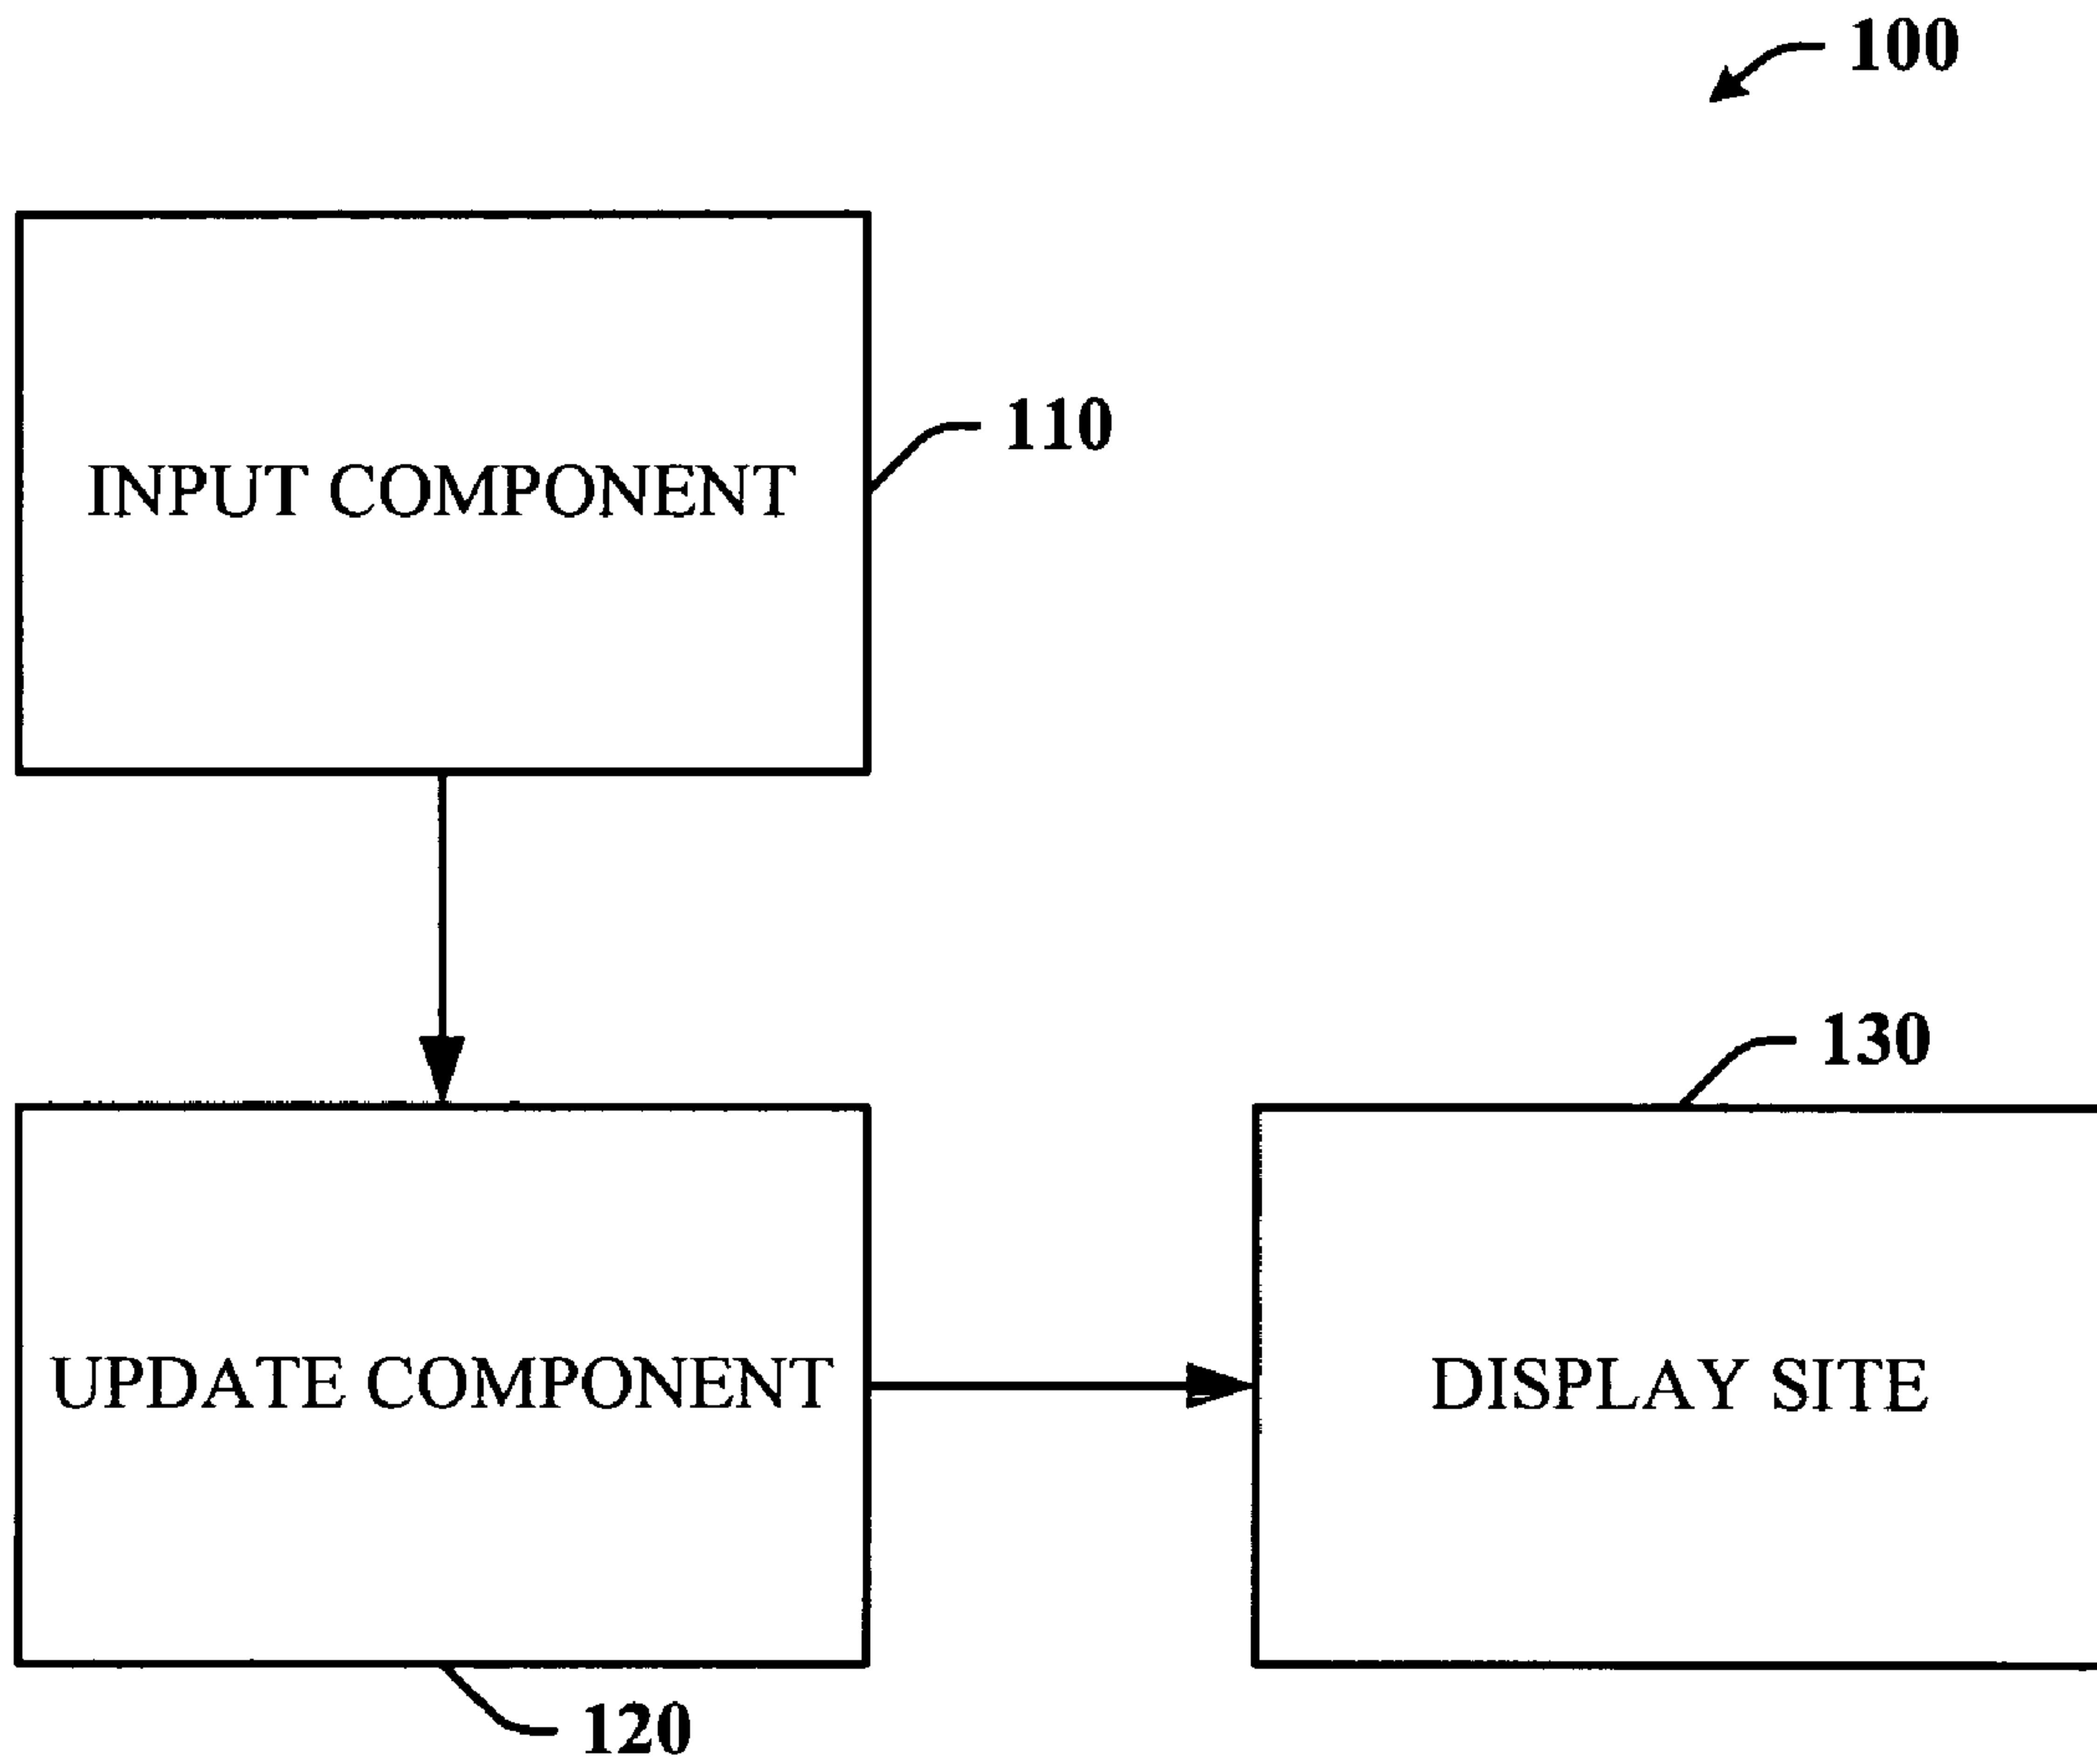 100
INPUT COMPONENT
110
130
UPDATE COMPONENT
DISPLAY SITE
120